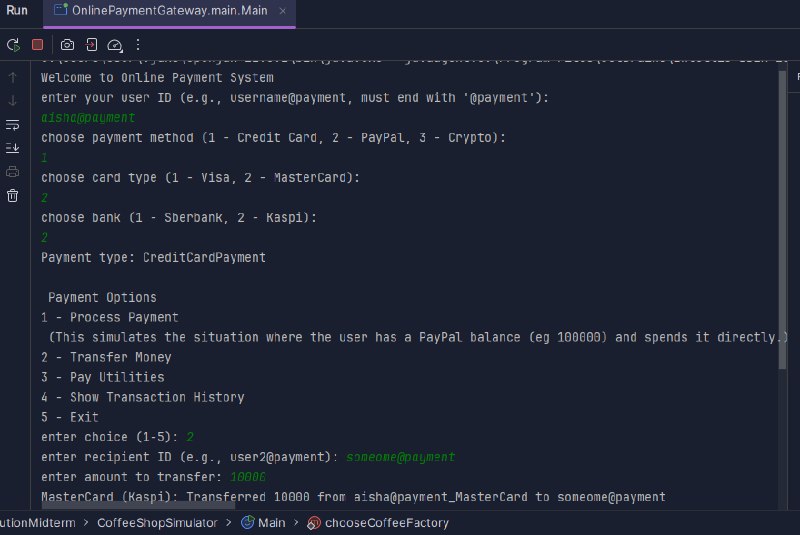 Run OnlinePaymentGateway.main.Main
Welcome to Online Payment System
enter your user ID (e.g., username@payment, must end with '@payment'):
aisha@payment
choose payment method (1 - Credit Card, 2 - PayPal, 3 - Crypto):
1
choose card type (1 - Visa, 2 - MasterCard):
2
choose bank (1 - Sberbank, 2 - Kaspi):
2
Payment type: CreditCardPayment
Payment Options
1 - Process Payment
(This simulates the situation where the user has a PayPal balance (eg 100000) and spends it directly.)
2 - Transfer Money
3 - Pay Utilities
4 - Show Transaction History
5 - Exit
enter choice (1-5): 2
enter recipient ID (e.g., user2@payment): someome@payment
enter amount to transfer: 10000
MasterCard (Kaspi): Transferred 10000 from aisha@payment_MasterCard to someome@payment
utionMidterm > CoffeeShopSimulator > Main > chooseCoffeeFactory